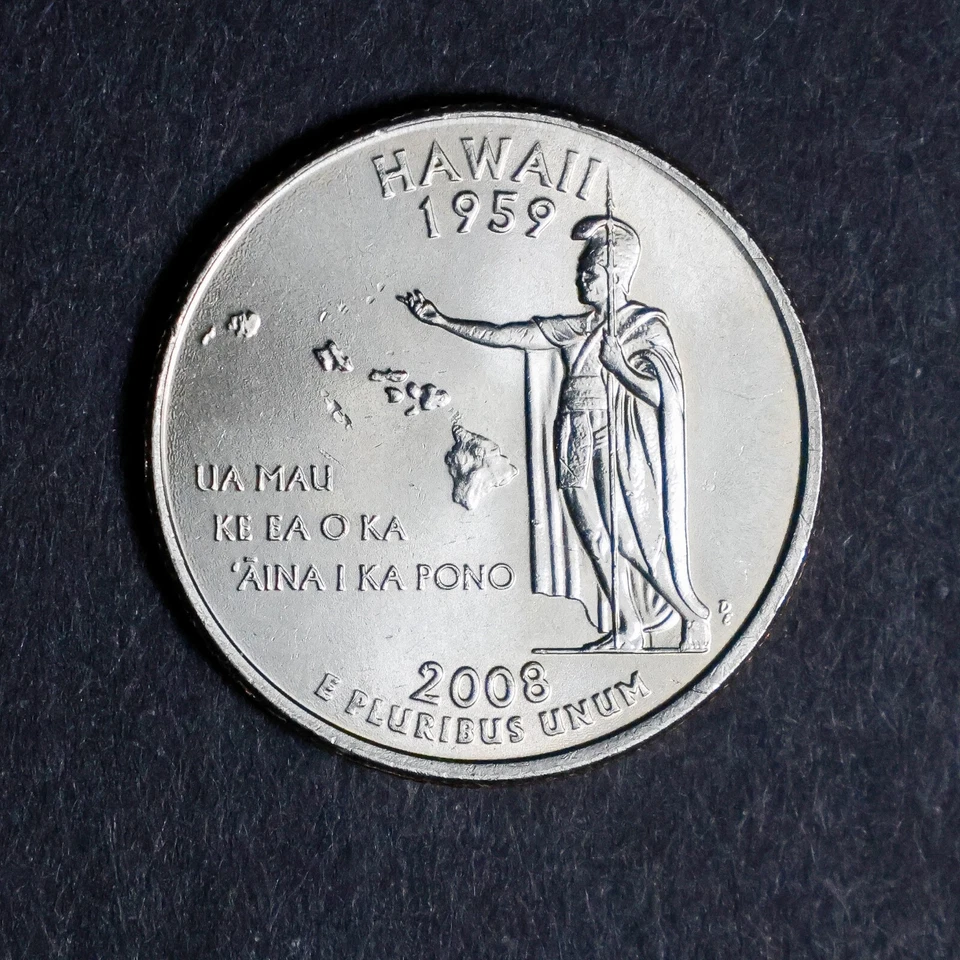 HAWAII
1959
UA MAU
KE EA O KA
ʻĀINA I KA PONO
2008
E PLURIBUS UNUM